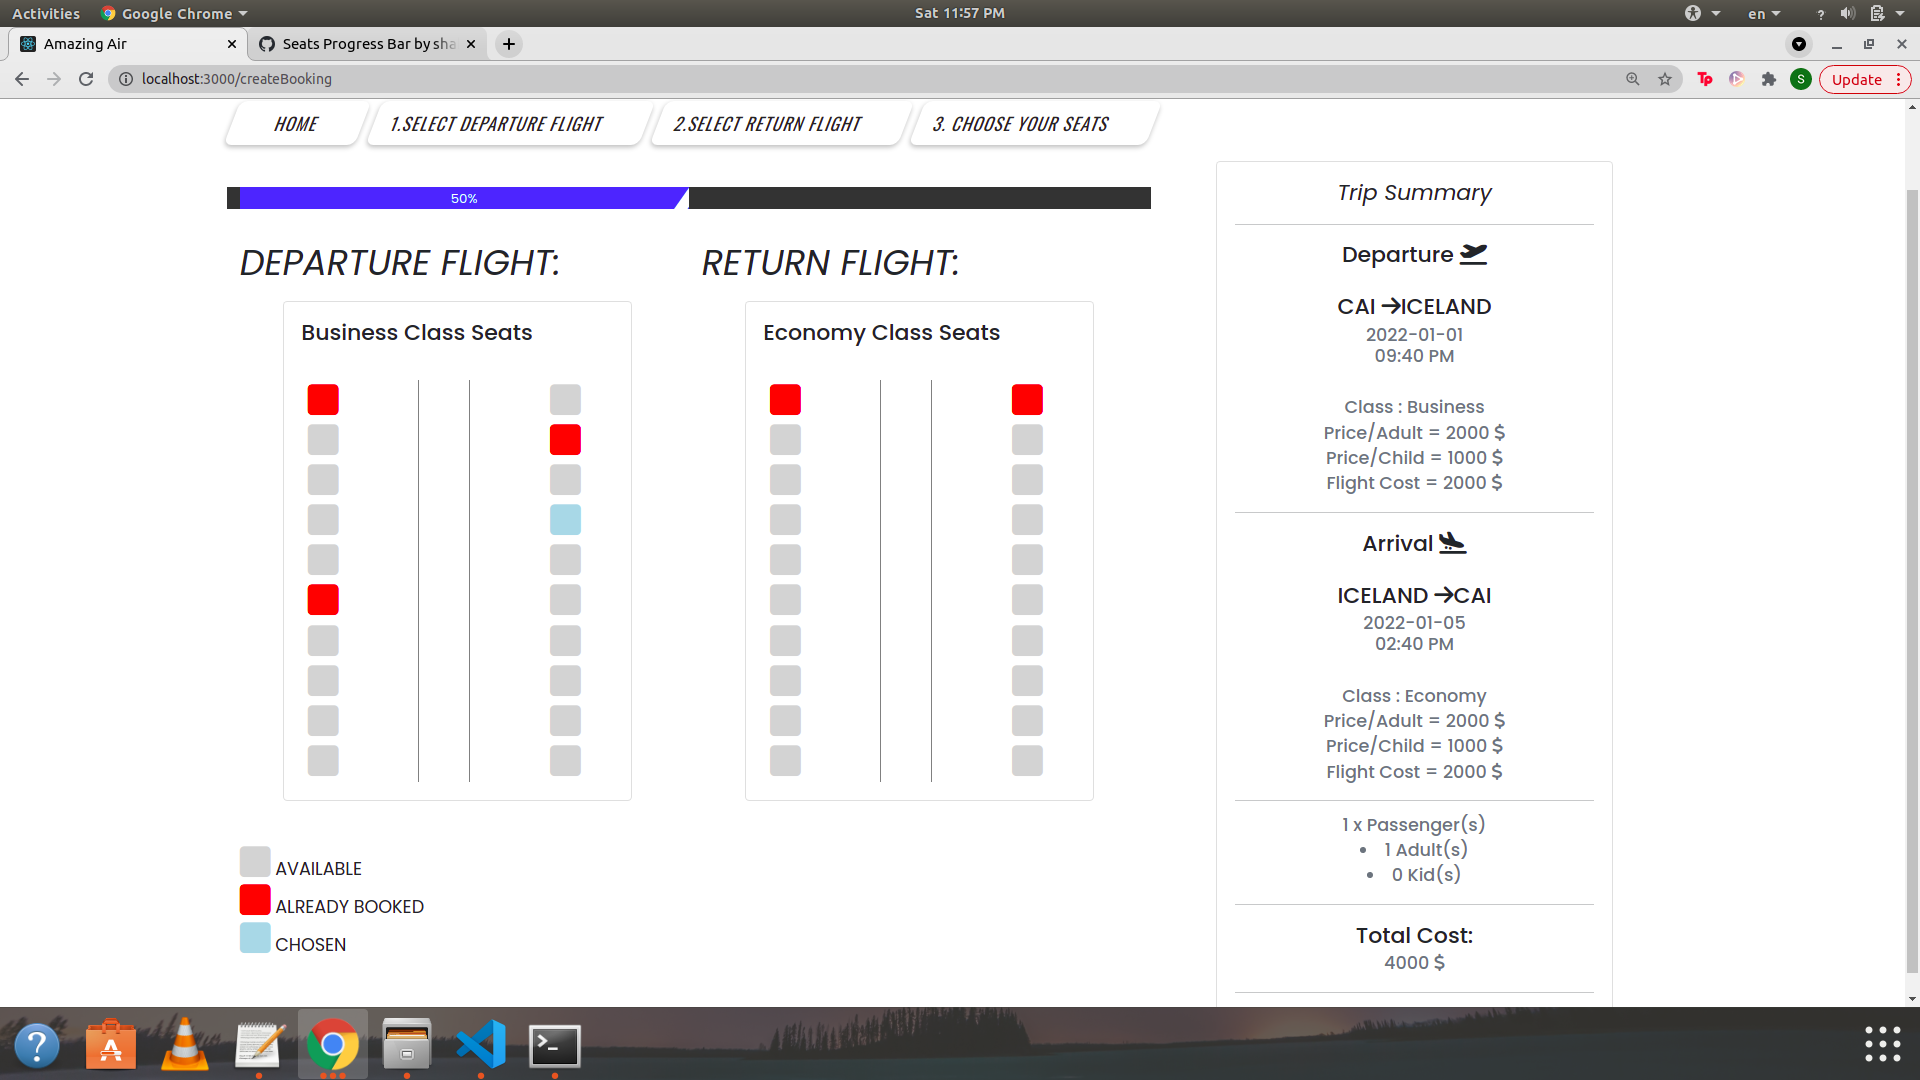 Activities
Google Chrome
Sat 11:57 PM
en
?
Amazing Air
Seats Progress Bar by sha
localhost:3000/createBooking
Tp
S
Update
HOME
1.SELECT DEPARTURE FLIGHT
2.SELECT RETURN FLIGHT
3. CHOOSE YOUR SEATS
50%
DEPARTURE FLIGHT:
RETURN FLIGHT:
Business Class Seats
Economy Class Seats
AVAILABLE
ALREADY BOOKED
CHOSEN
Trip Summary
Departure
CAI →ICELAND
2022-01-01
09:40 PM
Class : Business
Price/Adult = 2000 $
Price/Child = 1000 $
Flight Cost = 2000 $
Arrival
ICELAND →CAI
2022-01-05
02:40 PM
Class : Economy
Price/Adult = 2000 $
Price/Child = 1000 $
Flight Cost = 2000 $
1 x Passenger(s)
• 1 Adult(s)
• 0 Kid(s)
Total Cost:
4000 $